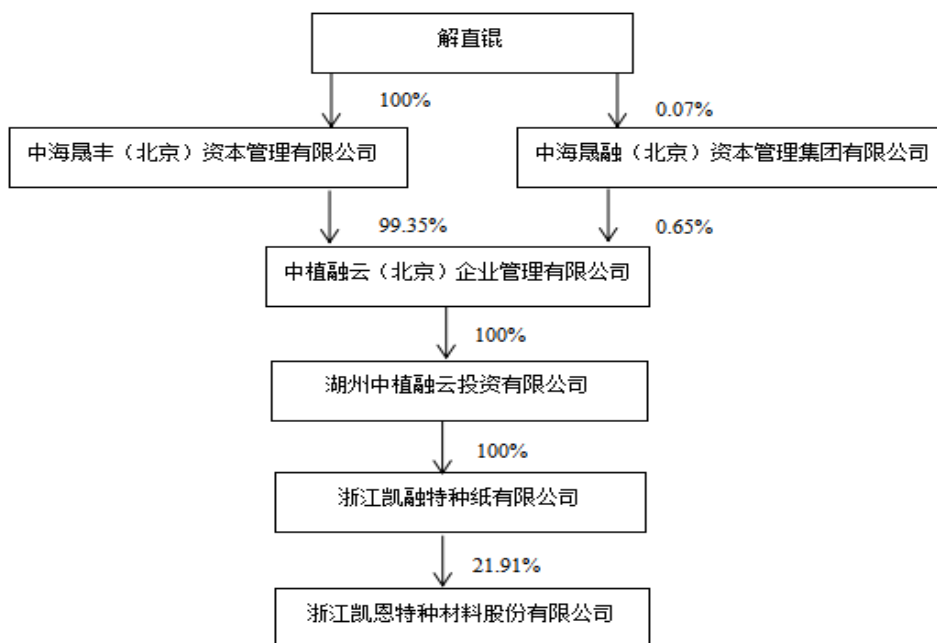 解直锟
100%
0.07%
中海晟丰（北京）资本管理有限公司
中海晟融（北京）资本管理集团有限公司
99.35%
0.65%
中植融云（北京）企业管理有限公司
100%
湖州中植融云投资有限公司
100%
浙江凯融特种纸有限公司
21.91%
浙江凯恩特种材料股份有限公司